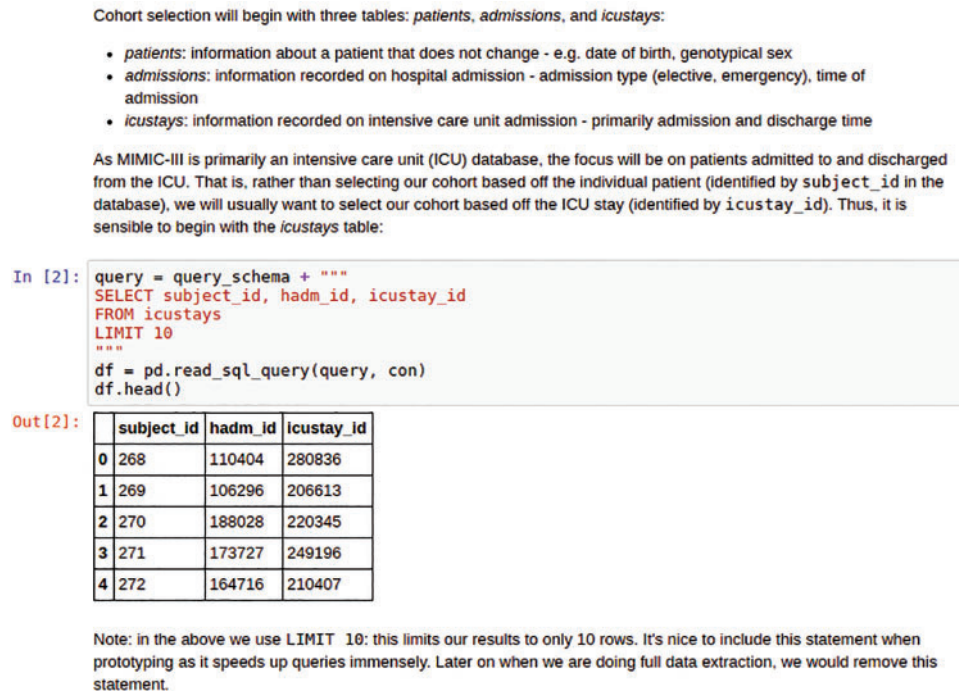 Cohort selection will begin with three tables: patients, admissions, and icustays:
• patients: information about a patient that does not change - e.g. date of birth, genotypical sex
• admissions: information recorded on hospital admission - admission type (elective, emergency), time of
admission
• icustays: information recorded on intensive care unit admission - primarily admission and discharge time
As MIMIC-III is primarily an intensive care unit (ICU) database, the focus will be on patients admitted to and discharged
from the ICU. That is, rather than selecting our cohort based off the individual patient (identified by subject_id in the
database), we will usually want to select our cohort based off the ICU stay (identified by icustay_id). Thus, it is
sensible to begin with the icustays table:
In [2]: query = query_schema + """
SELECT subject_id, hadm_id, icustay_id
FROM icustays
LIMIT 10
"""
df = pd.read_sql_query(query, con)
df.head()
Out[2]:
subject_id hadm_id icustay_id
0 268 110404 280836
1 269 106296 206613
2 270 188028 220345
3 271 173727 249196
4 272 164716 210407
Note: in the above we use LIMIT 10: this limits our results to only 10 rows. It's nice to include this statement when
prototyping as it speeds up queries immensely. Later on when we are doing full data extraction, we would remove this
statement.